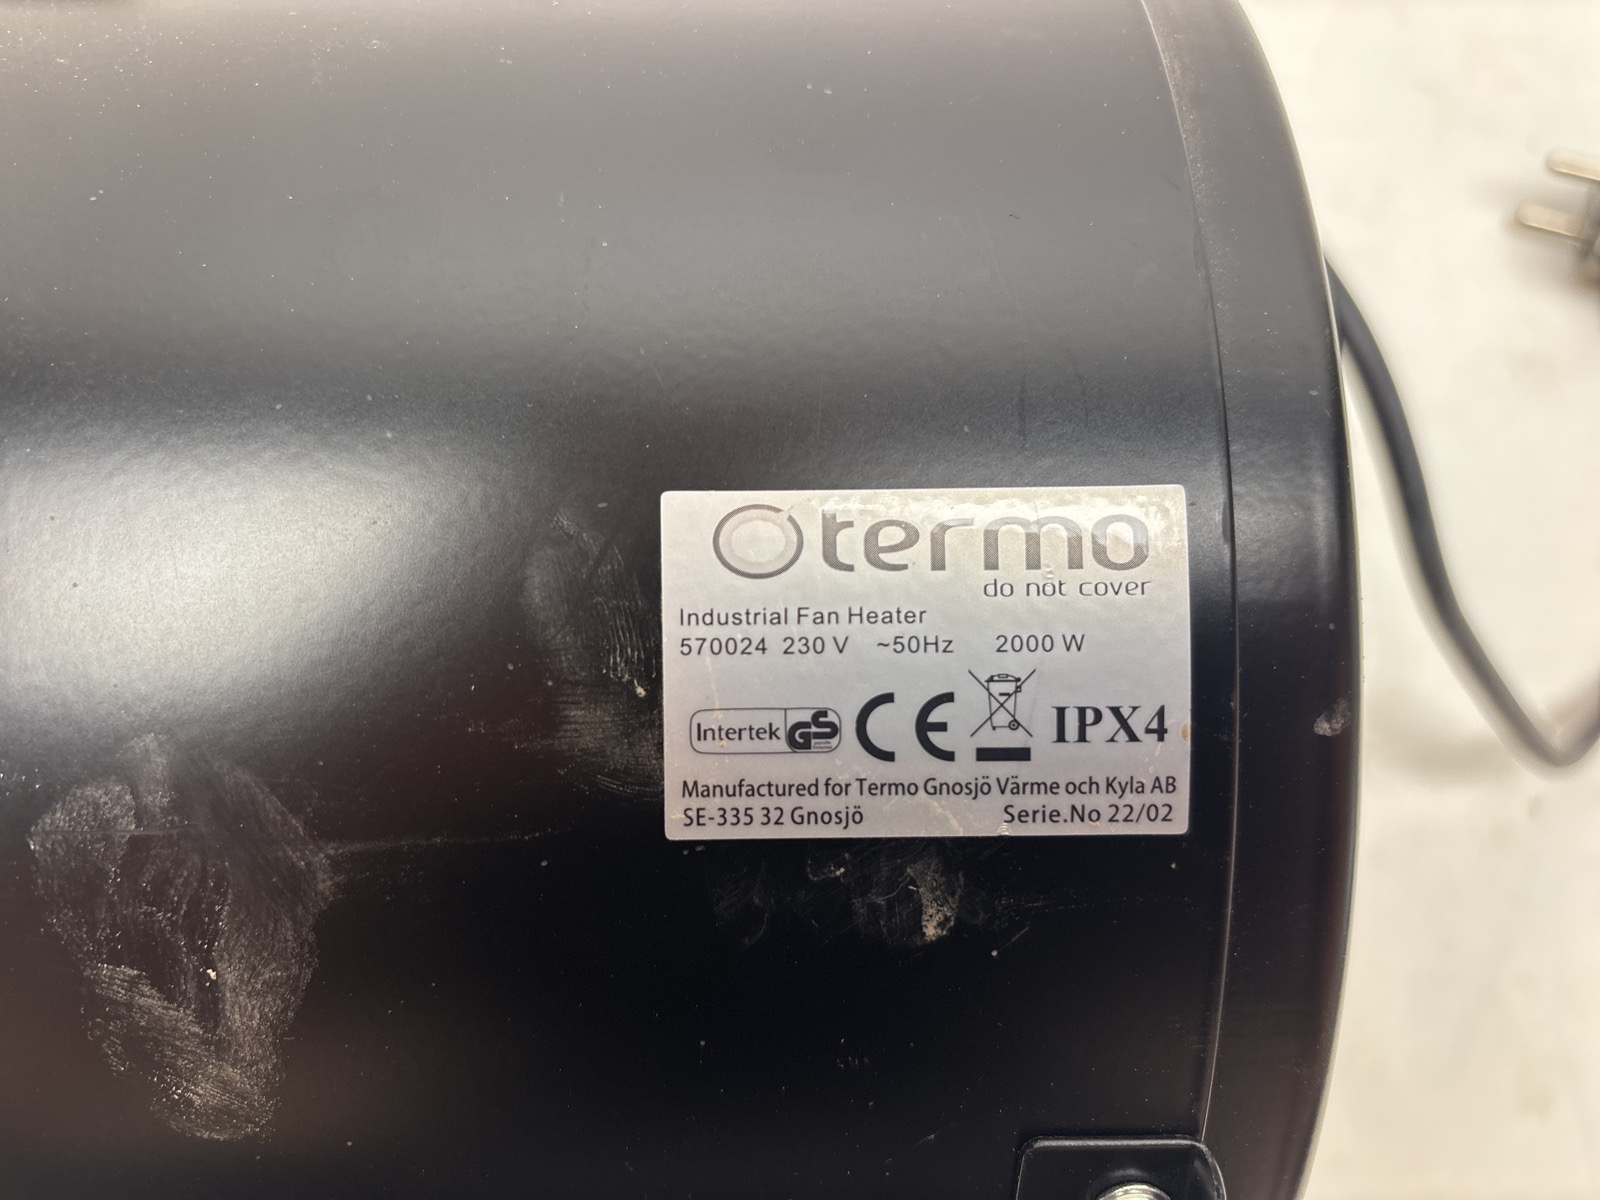 termo
do not cover
Industrial Fan Heater
570024 230 V ~50Hz 2000 W
Intertek GS CE IPX4
Manufactured for Termo Gnosjö Värme och Kyla AB
SE-335 32 Gnosjö Serie.No 22/02